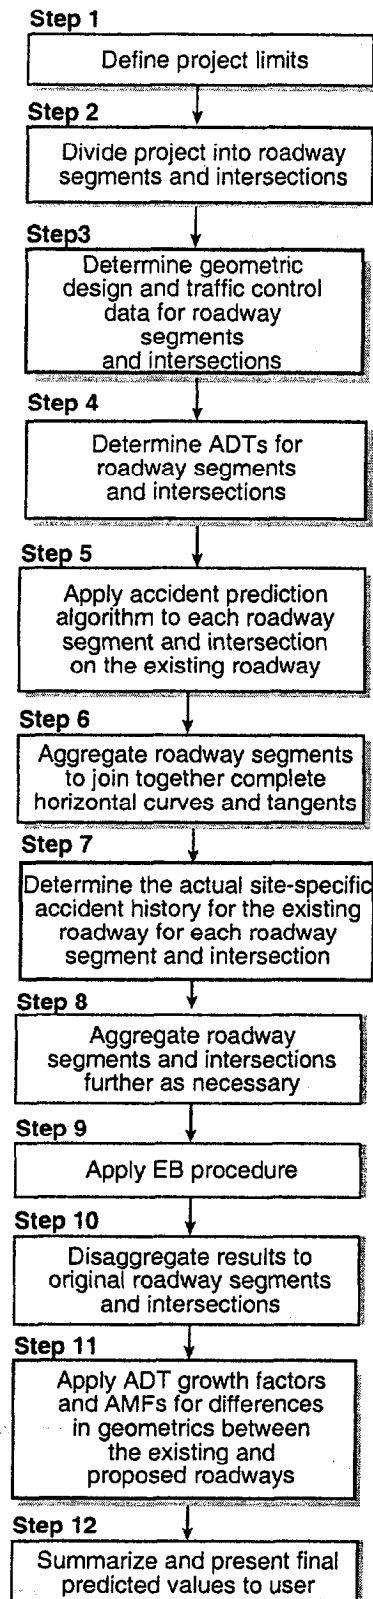 Step 1
Define project limits
Step 2
Divide project into roadway
segments and intersections
Step3
Determine geometric
design and traffic control
data for roadway
segments
and intersections
Step 4
Determine ADTs for
roadway segments
and intersections
Step 5
Apply accident prediction
algorithm to each roadway
segment and intersection
on the existing roadway
Step 6
Aggregate roadway segments
to join together complete
horizontal curves and tangents
Step 7
Determine the actual site-specific
accident history for the existing
roadway for each roadway
segment and intersection
Step 8
Aggregate roadway
segments and intersections
further as necessary
Step 9
Apply EB procedure
Step 10
Disaggregate results to
original roadway segments
and intersections
Step 11
Apply ADT growth factors
and AMFs for differences
in geometrics between
the existing and
proposed roadways
Step 12
Summarize and present final
predicted values to user